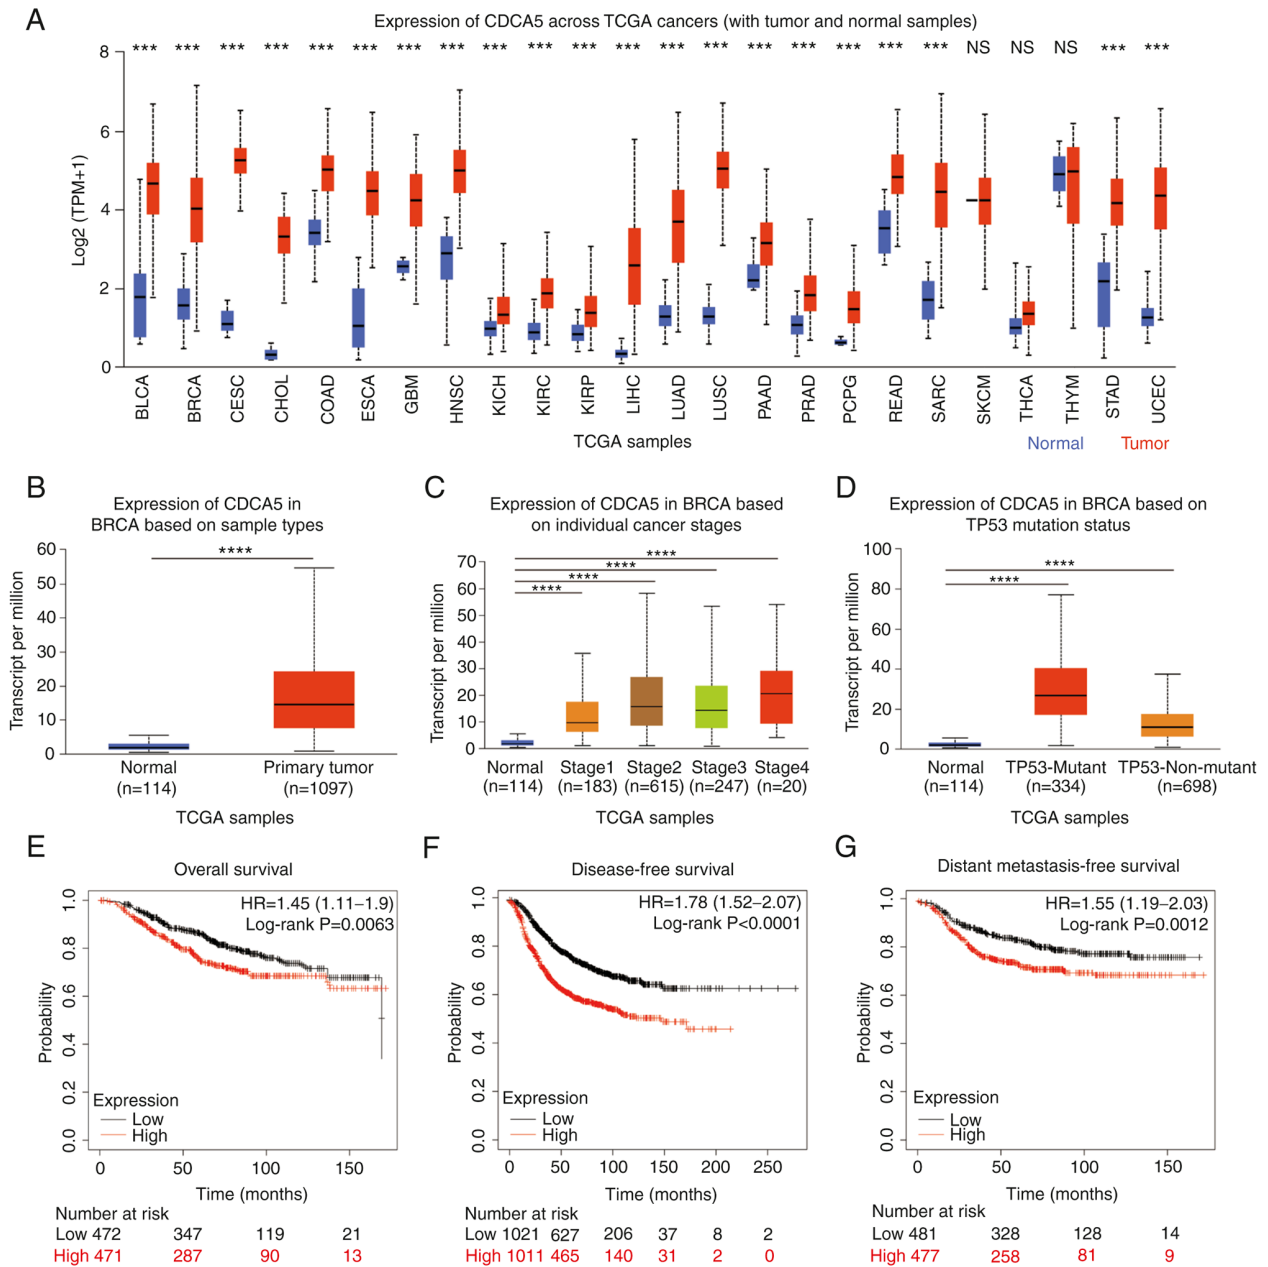 A
Expression of CDCA5 across TCGA cancers (with tumor and normal samples)
*** *** *** *** *** *** *** *** *** *** *** *** *** *** *** *** *** *** *** NS NS NS *** ***
Log2 (TPM+1)
8
6
4
2
0
BLCA BRCA CESC CHOL COAD ESCA GBM HNSC KICH KIRC KIRP LIHC LUAD LUSC PAAD PRAD PCPG READ SARC SKCM THCA THYM STAD UCEC
TCGA samples
Normal Tumor
B
Expression of CDCA5 in
BRCA based on sample types
****
Transcript per million
60
50
40
30
20
10
0
Normal Primary tumor
(n=114) (n=1097)
TCGA samples
C
Expression of CDCA5 in BRCA based
on individual cancer stages
****
****
****
****
Transcript per million
70
60
50
40
30
20
10
0
Normal Stage1 Stage2 Stage3 Stage4
(n=114) (n=183) (n=615) (n=247) (n=20)
TCGA samples
D
Expression of CDCA5 in BRCA based on
TP53 mutation status
****
****
Transcript per million
100
80
60
40
20
0
Normal TP53-Mutant TP53-Non-mutant
(n=114) (n=334) (n=698)
TCGA samples
E
Overall survival
HR=1.45 (1.11–1.9)
Log-rank P=0.0063
Probability
1.0
0.8
0.6
0.4
0.2
0.0
Expression
Low
High
0 50 100 150
Time (months)
Number at risk
Low 472 347 119 21
High 471 287 90 13
F
Disease-free survival
HR=1.78 (1.52–2.07)
Log-rank P<0.0001
Probability
1.0
0.8
0.6
0.4
0.2
0.0
Expression
Low
High
0 50 100 150 200 250
Time (months)
Number at risk
Low 1021 627 206 37 8 2
High 1011 465 140 31 2 0
G
Distant metastasis-free survival
HR=1.55 (1.19–2.03)
Log-rank P=0.0012
Probability
1.0
0.8
0.6
0.4
0.2
0.0
Expression
Low
High
0 50 100 150
Time (months)
Number at risk
Low 481 328 128 14
High 477 258 81 9